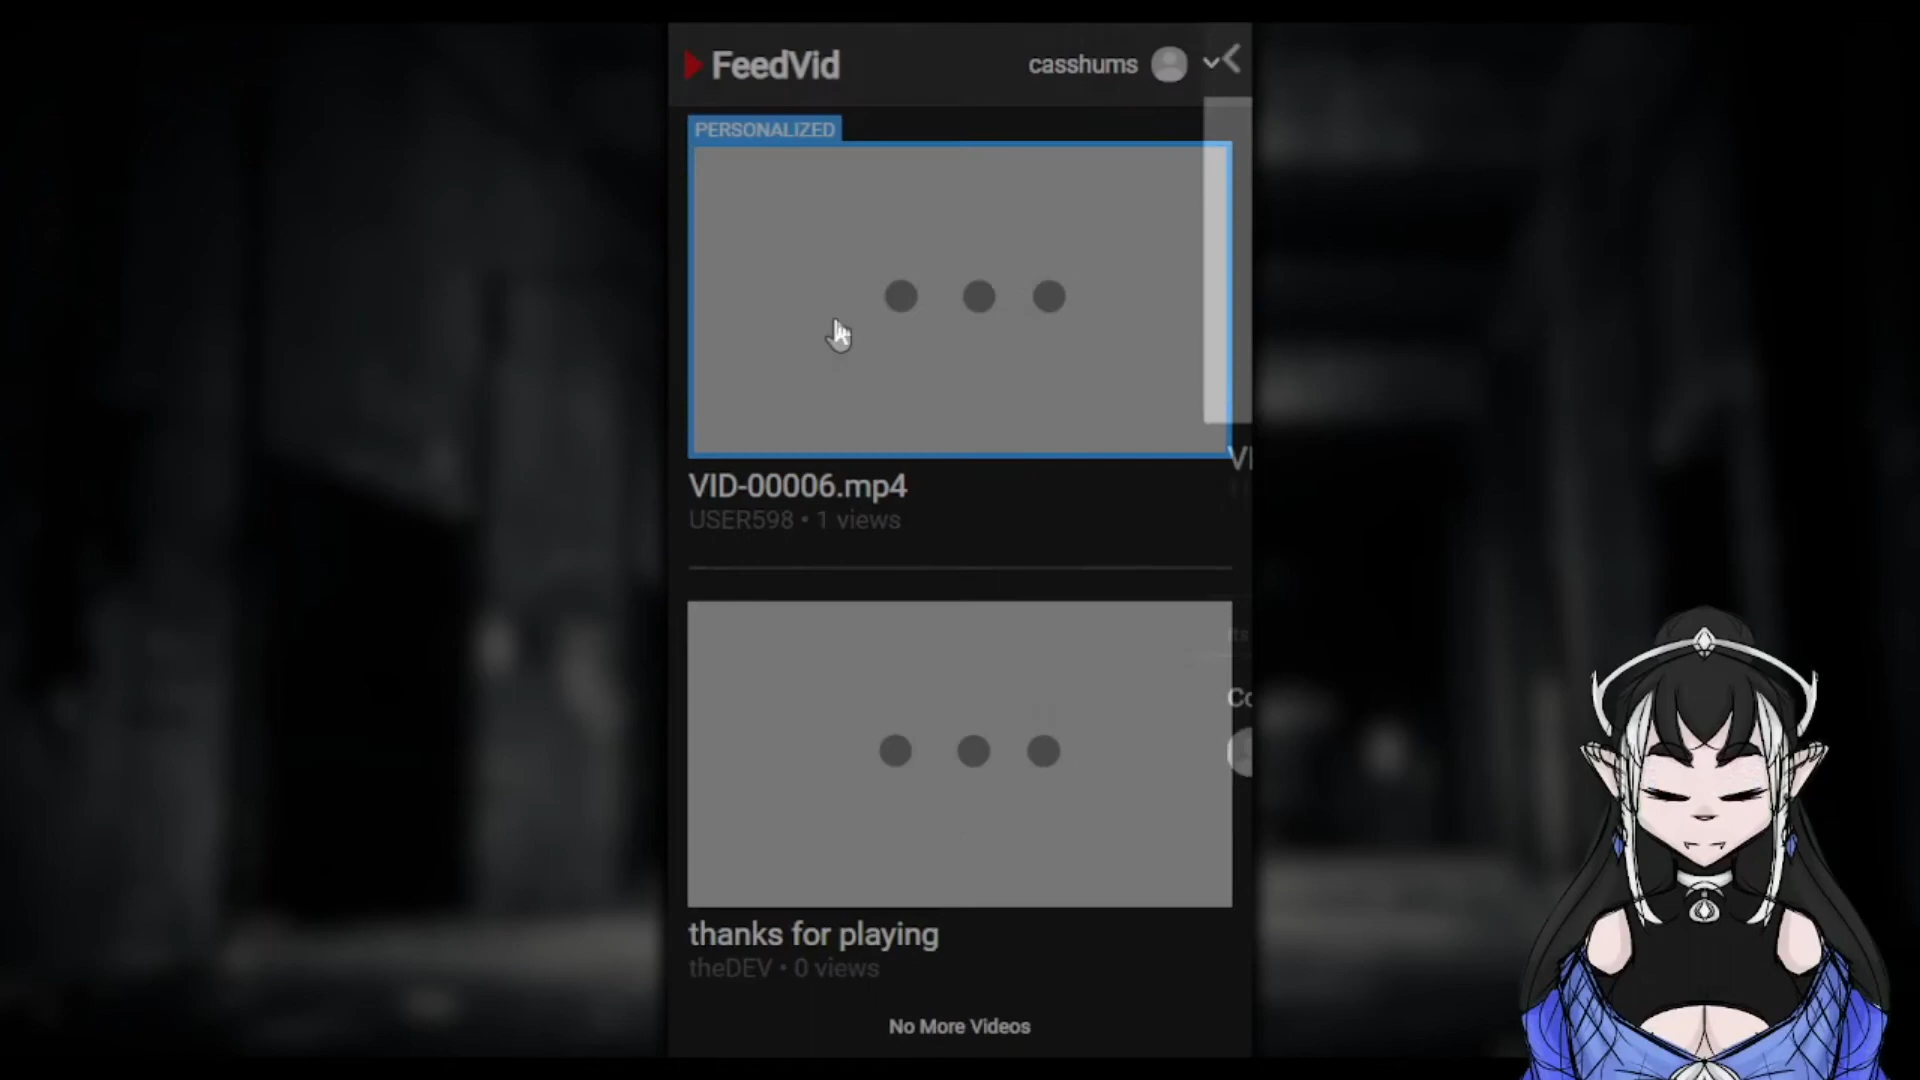 FeedVid
casshums
PERSONALIZED
VID-00006.mp4
USER598 • 1 views
thanks for playing
theDEV • 0 views
No More Videos